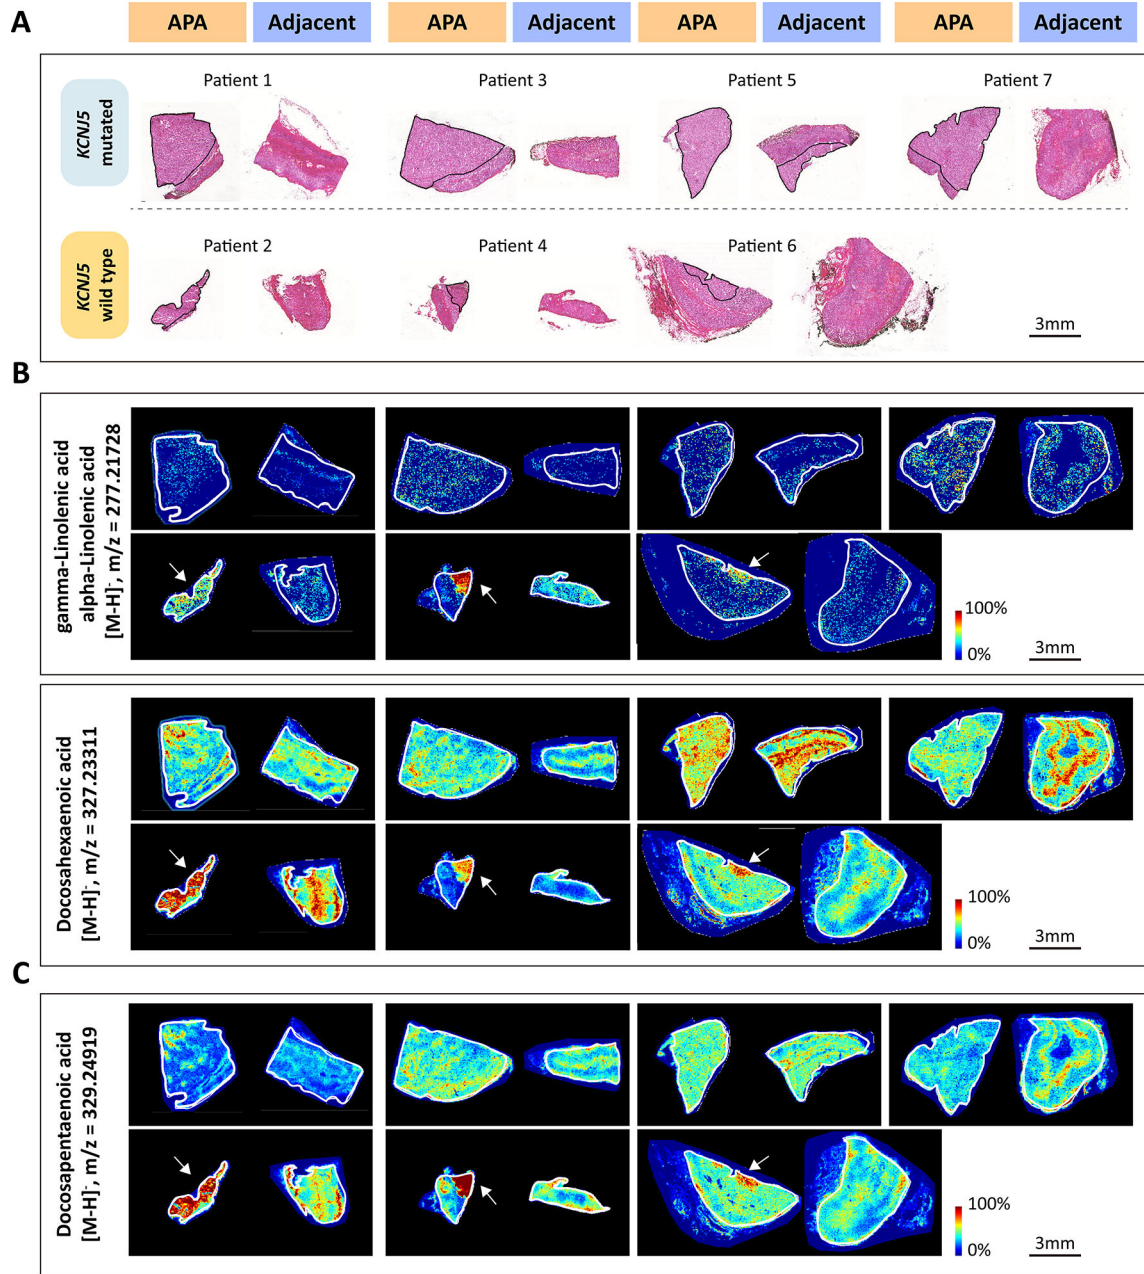 A
APA Adjacent APA Adjacent APA Adjacent APA Adjacent
KCNJ5
mutated
Patient 1 Patient 3 Patient 5 Patient 7
KCNJ5
wild type
Patient 2 Patient 4 Patient 6
3mm
B
gamma-Linolenic acid
alpha-Linolenic acid
[M-H]-, m/z = 277.21728
100%
0%
3mm
Docosahexaenoic acid
[M-H]-, m/z = 327.23311
100%
0%
3mm
C
Docosapentaenoic acid
[M-H]-, m/z = 329.24919
100%
0%
3mm